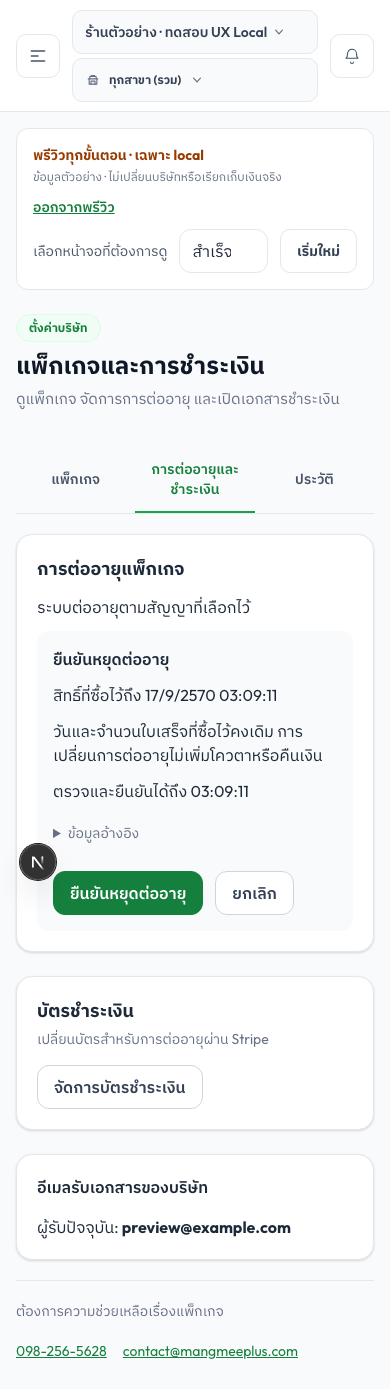 ร้านตัวอย่าง · ทดสอบ UX Local
ทุกสาขา (รวม)
พรีวิวทุกขั้นตอน · เฉพาะ local
ข้อมูลตัวอย่าง · ไม่เปลี่ยนบริษัทหรือเรียกเก็บเงินจริง
ออกจากพรีวิว
เลือกหน้าจอที่ต้องการดู
สำเร็จ
เริ่มใหม่
ตั้งค่าบริษัท
แพ็กเกจและการชำระเงิน
ดูแพ็กเกจ จัดการการต่ออายุ และเปิดเอกสารชำระเงิน
แพ็กเกจ
การต่ออายุและ
ชำระเงิน
ประวัติ
การต่ออายุแพ็กเกจ
ระบบต่ออายุตามสัญญาที่เลือกไว้
ยืนยันหยุดต่ออายุ
สิทธิ์ที่ซื้อไว้ถึง 17/9/2570 03:09:11
วันและจำนวนใบเสร็จที่ซื้อไว้คงเดิม การ
เปลี่ยนการต่ออายุไม่เพิ่มโควตาหรือคืนเงิน
ตรวจและยืนยันได้ถึง 03:09:11
ข้อมูลอ้างอิง
N
ยืนยันหยุดต่ออายุ
ยกเลิก
บัตรชำระเงิน
เปลี่ยนบัตรสำหรับการต่ออายุผ่าน Stripe
จัดการบัตรชำระเงิน
อีเมลรับเอกสารของบริษัท
ผู้รับปัจจุบัน: preview@example.com
ต้องการความช่วยเหลือเรื่องแพ็กเกจ
098-256-5628 contact@mangmeeplus.com